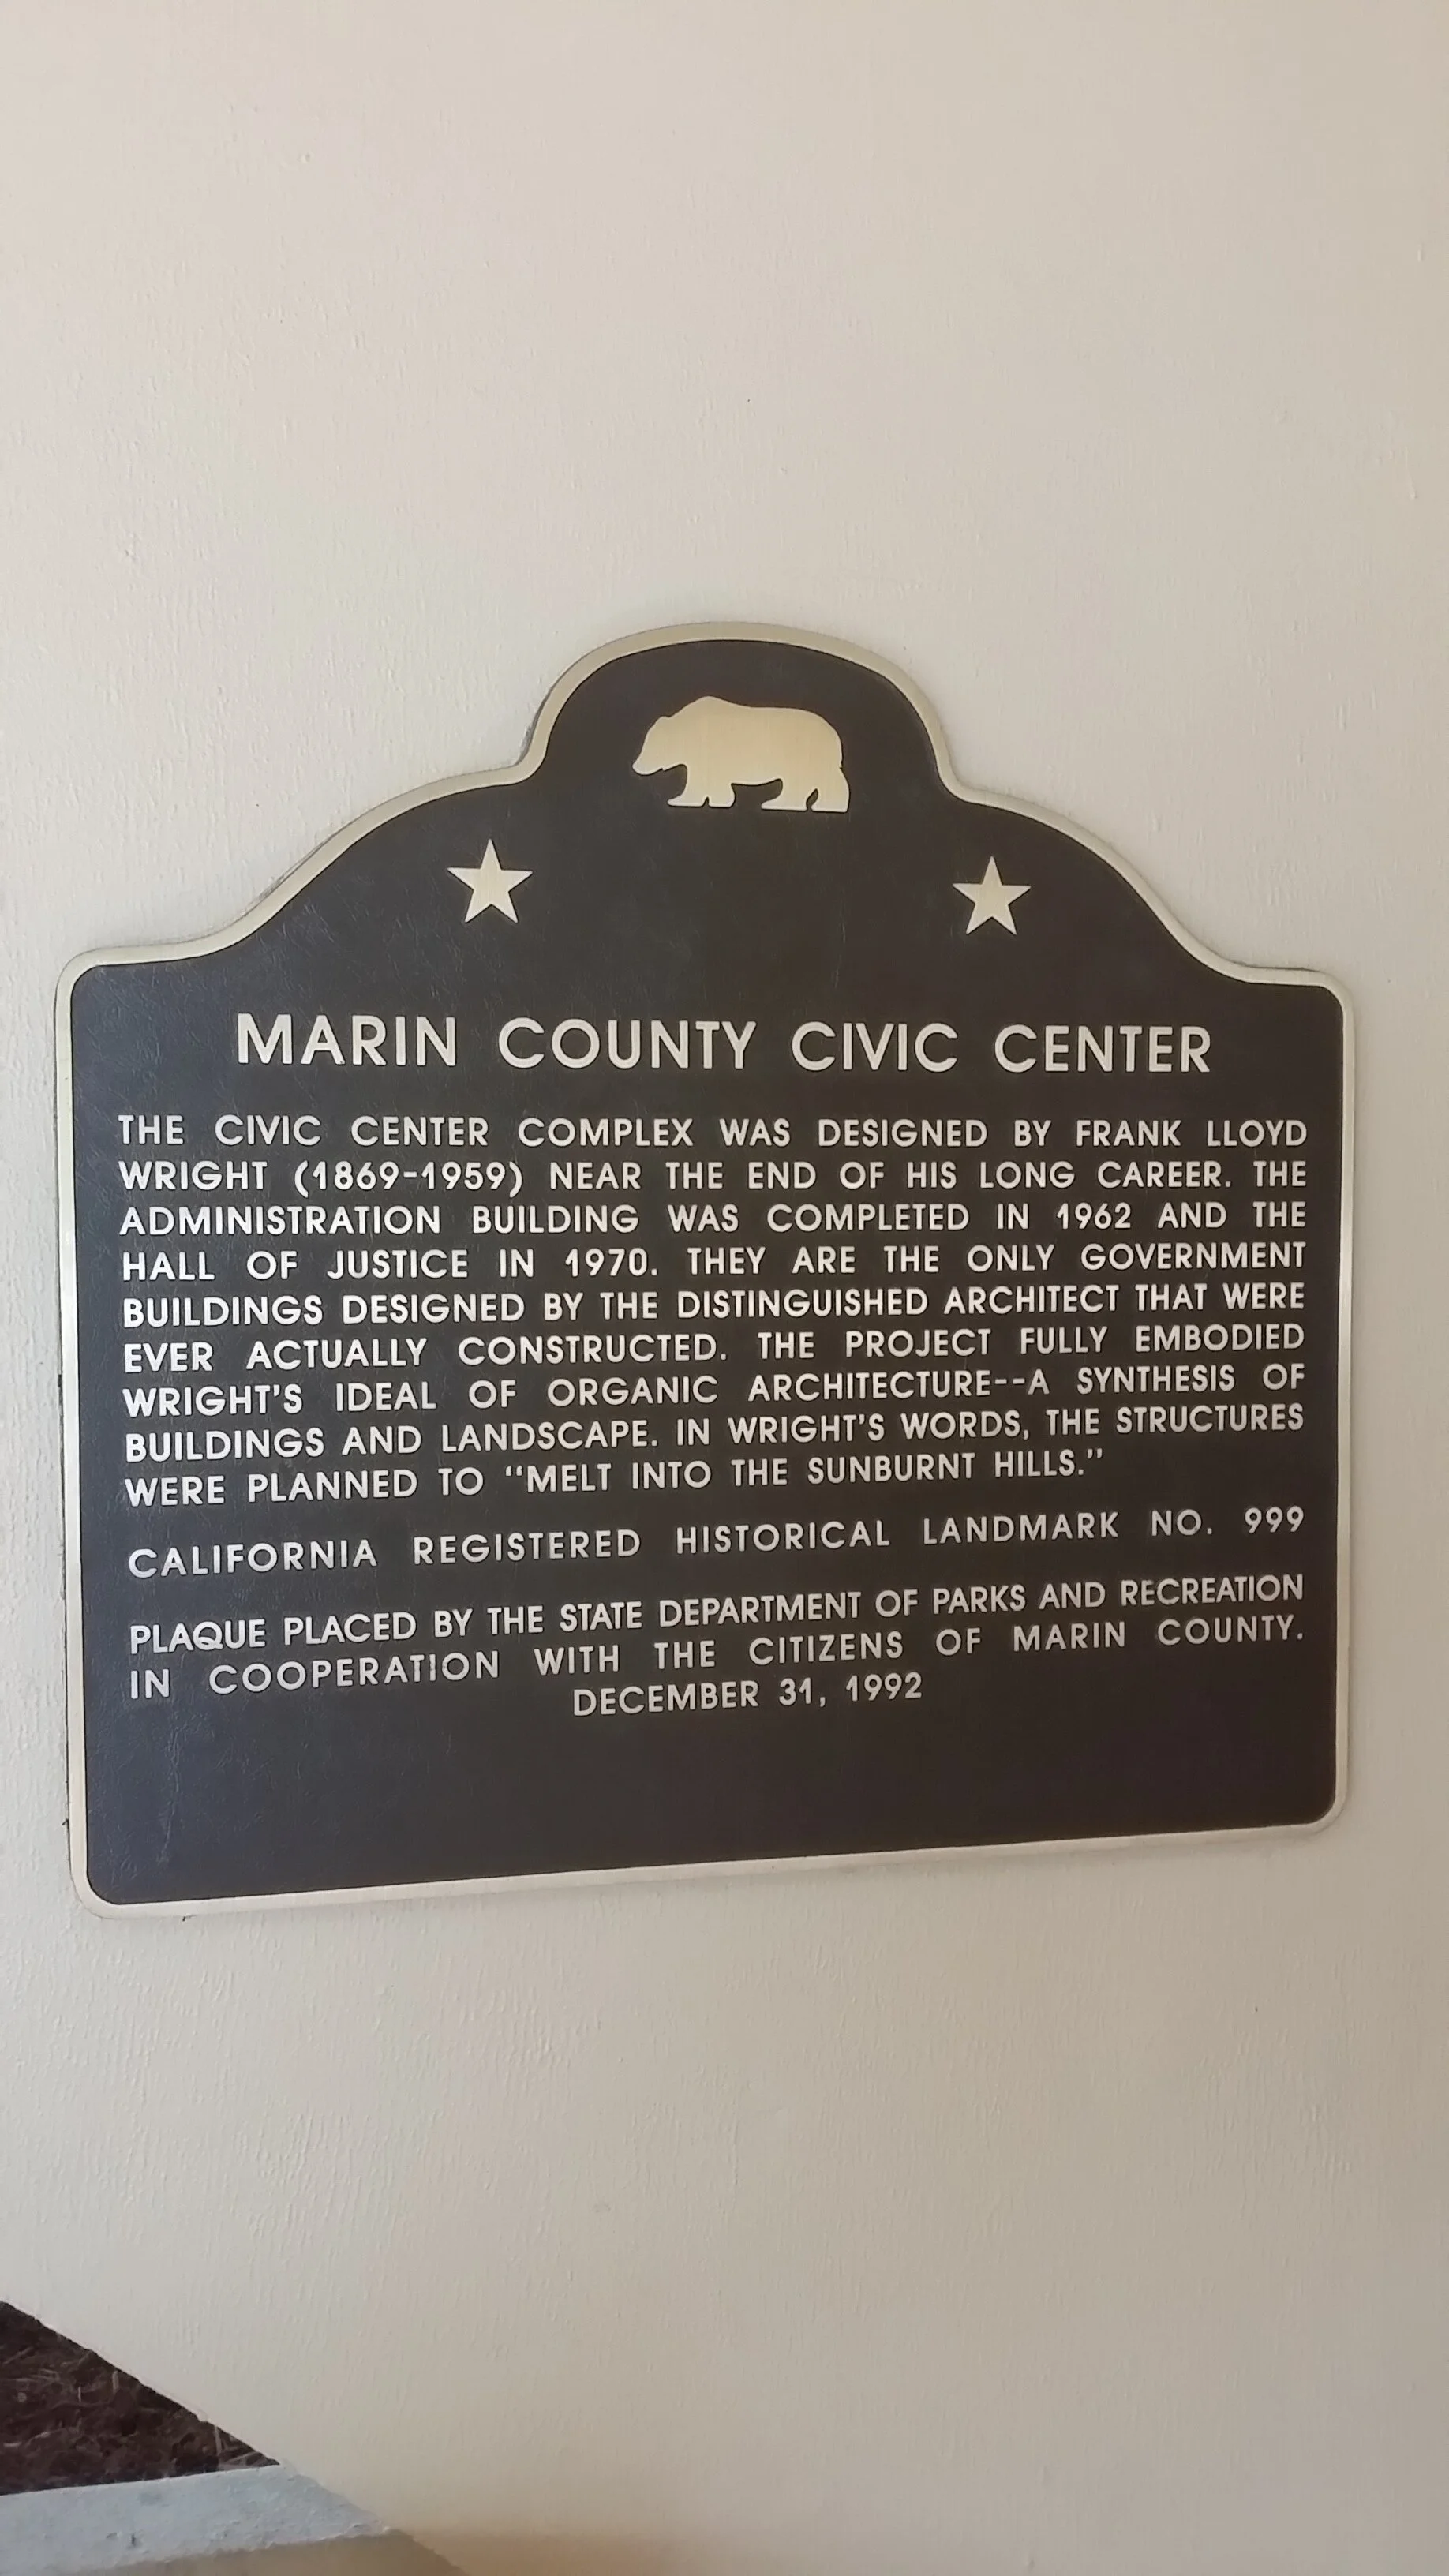 MARIN COUNTY CIVIC CENTER
THE CIVIC CENTER COMPLEX WAS DESIGNED BY FRANK LLOYD
WRIGHT (1869-1959) NEAR THE END OF HIS LONG CAREER. THE
ADMINISTRATION BUILDING WAS COMPLETED IN 1962 AND THE
HALL OF JUSTICE IN 1970. THEY ARE THE ONLY GOVERNMENT
BUILDINGS DESIGNED BY THE DISTINGUISHED ARCHITECT THAT WERE
EVER ACTUALLY CONSTRUCTED. THE PROJECT FULLY EMBODIED
WRIGHT'S IDEAL OF ORGANIC ARCHITECTURE--A SYNTHESIS OF
BUILDINGS AND LANDSCAPE. IN WRIGHT'S WORDS, THE STRUCTURES
WERE PLANNED TO “MELT INTO THE SUNBURNT HILLS.”
CALIFORNIA REGISTERED HISTORICAL LANDMARK NO. 999
PLAQUE PLACED BY THE STATE DEPARTMENT OF PARKS AND RECREATION
IN COOPERATION WITH THE CITIZENS OF MARIN COUNTY.
DECEMBER 31, 1992